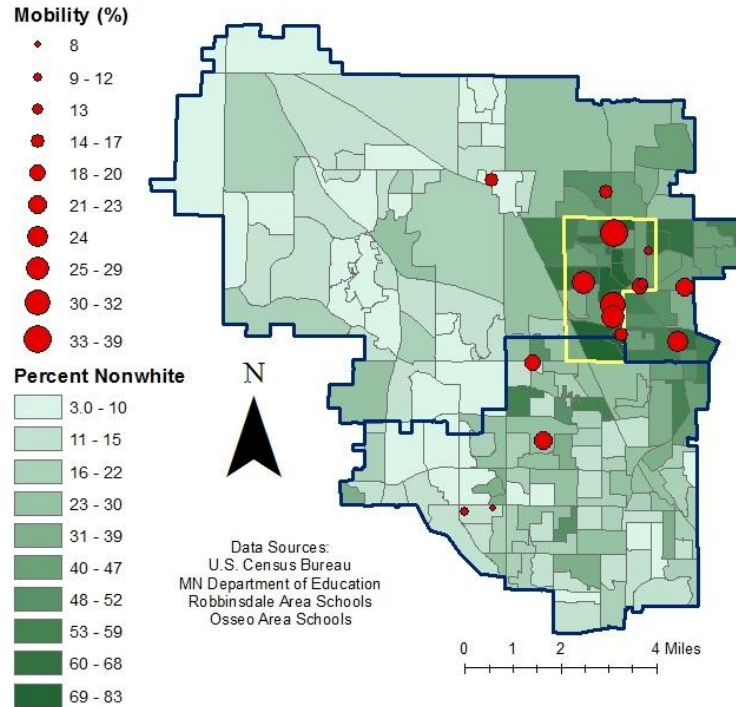 Mobility (%)
8
9 - 12
13
14 - 17
18 - 20
21 - 23
24
25 - 29
30 - 32
33 - 39
Percent Nonwhite
3.0 - 10
11 - 15
16 - 22
23 - 30
31 - 39
40 - 47
48 - 52
53 - 59
60 - 68
69 - 83
N
Data Sources:
U.S. Census Bureau
MN Department of Education
Robbinsdale Area Schools
Osseo Area Schools
0 1 2 4 Miles